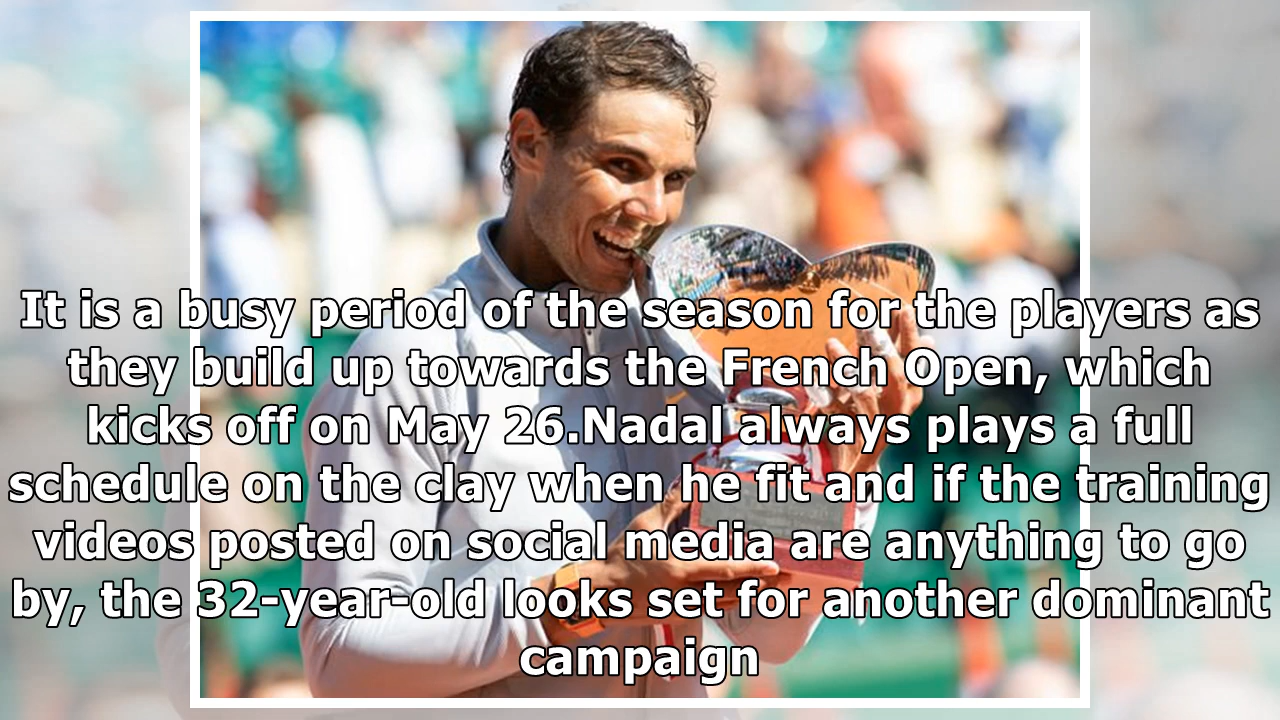 It is a busy period of the season for the players as
they build up towards the French Open, which
kicks off on May 26.Nadal always plays a full
schedule on the clay when he fit and if the training
videos posted on social media are anything to go
by, the 32-year-old looks set for another dominant
campaign